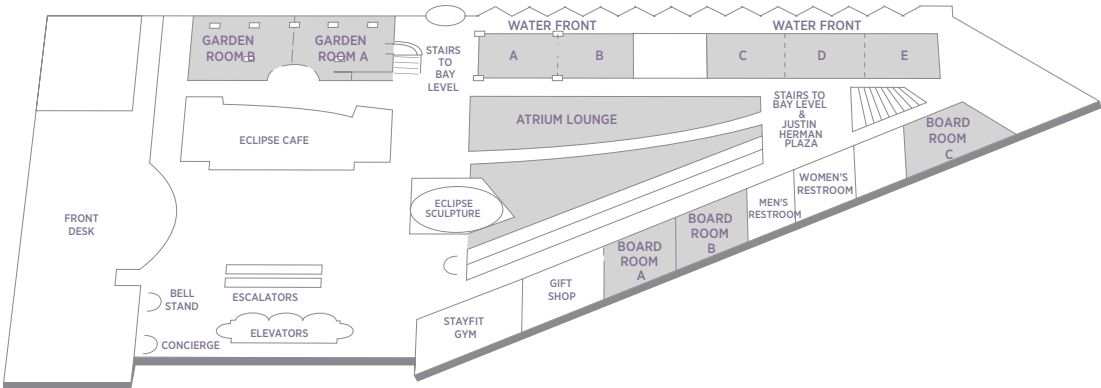 WATER FRONT
WATER FRONT
GARDEN
ROOM B
GARDEN
ROOM A
STAIRS
TO
BAY
LEVEL
A
B
C
D
E
ATRIUM LOUNGE
STAIRS TO
BAY LEVEL
&
JUSTIN
HERMAN
PLAZA
BOARD
ROOM
C
ECLIPSE CAFE
WOMEN'S
RESTROOM
MEN'S
RESTROOM
ECLIPSE
SCULPTURE
FRONT
DESK
BOARD
ROOM
B
BOARD
ROOM
A
GIFT
SHOP
BELL
STAND
ESCALATORS
STAYFIT
GYM
ELEVATORS
CONCIERGE